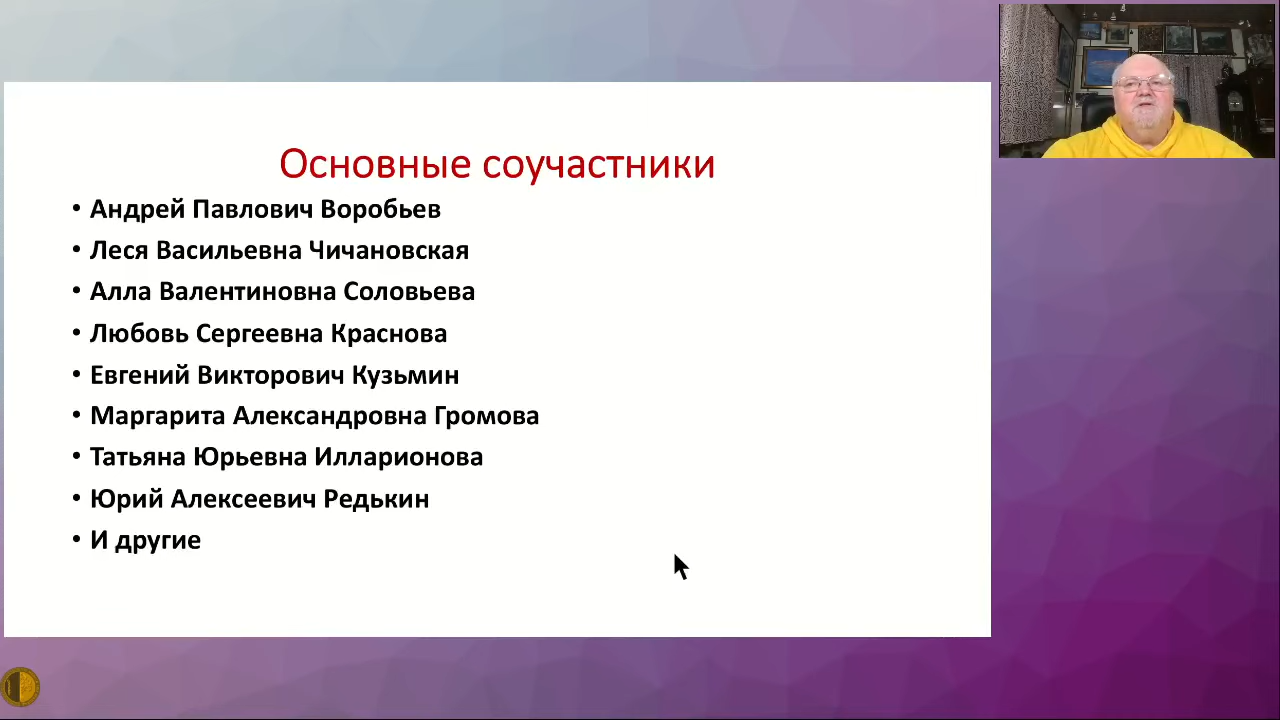 Основные соучастники
• Андрей Павлович Воробьев
• Леся Васильевна Чичановская
• Алла Валентиновна Соловьева
• Любовь Сергеевна Краснова
• Евгений Викторович Кузьмин
• Маргарита Александровна Громова
• Татьяна Юрьевна Илларионова
• Юрий Алексеевич Редькин
• И другие